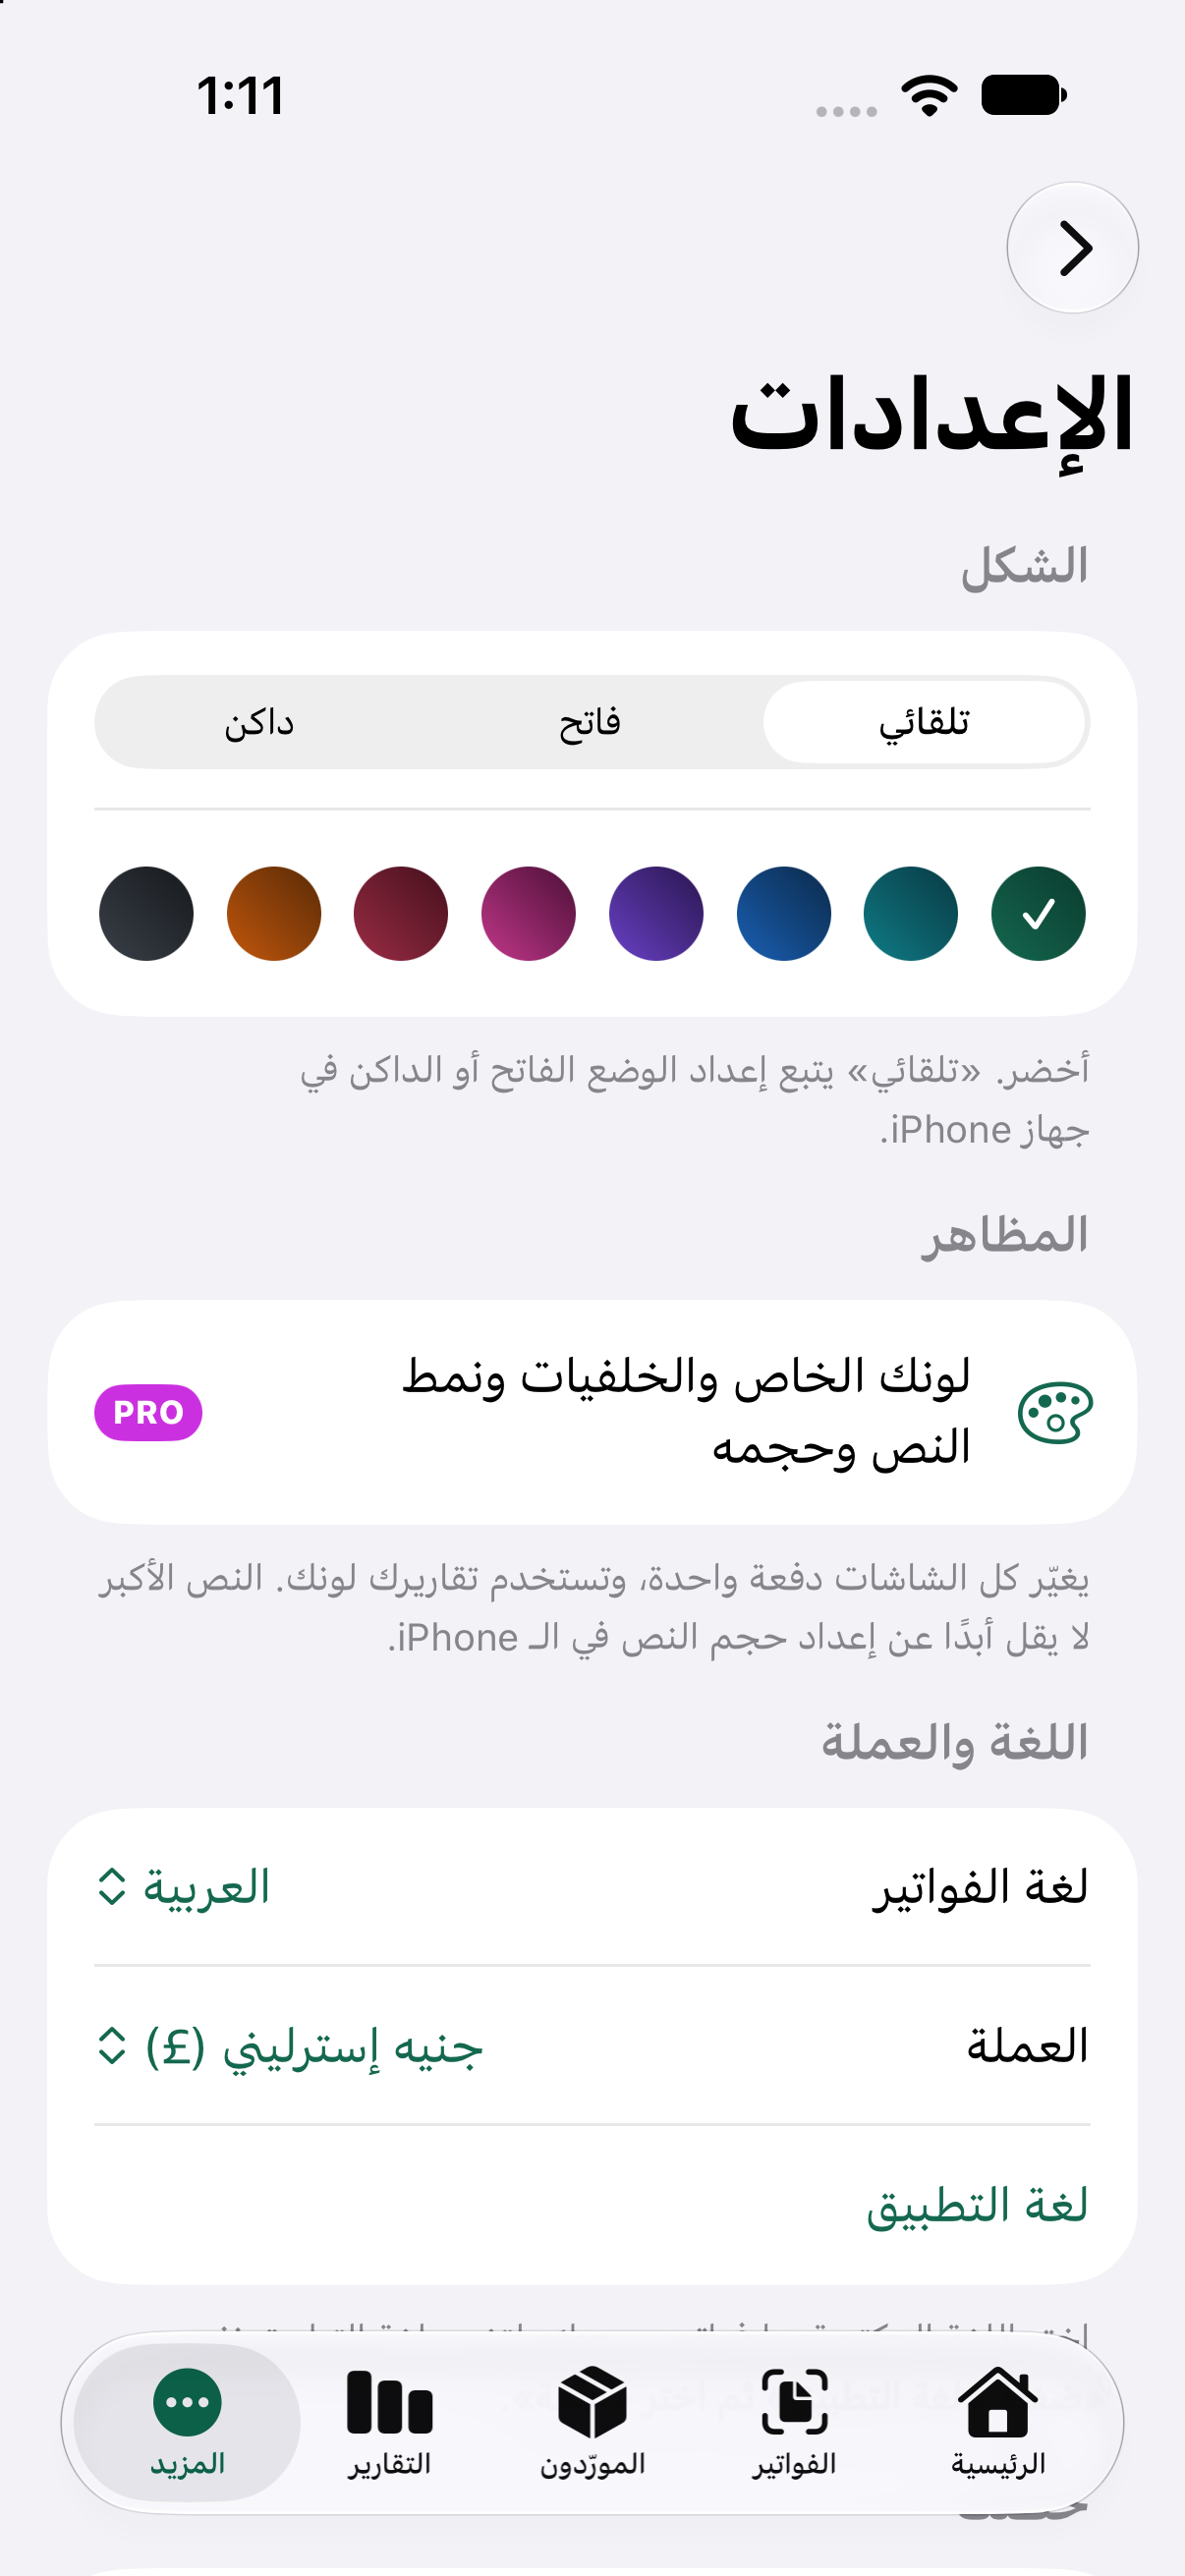 1:11
الإعدادات
الشكل
تلقائي فاتح داكن
أخضر. «تلقائي» يتبع إعداد الوضع الفاتح أو الداكن في
جهاز iPhone.
المظاهر
لونك الخاص والخلفيات ونمط
النص وحجمه
PRO
يغيّر كل الشاشات دفعة واحدة، وتستخدم تقاريرك لونك. النص الأكبر
لا يقل أبدًا عن إعداد حجم النص في الـ iPhone.
اللغة والعملة
لغة الفواتير العربية
العملة جنيه إسترليني (£)
لغة التطبيق
الرئيسية الفواتير المورّدون التقارير المزيد